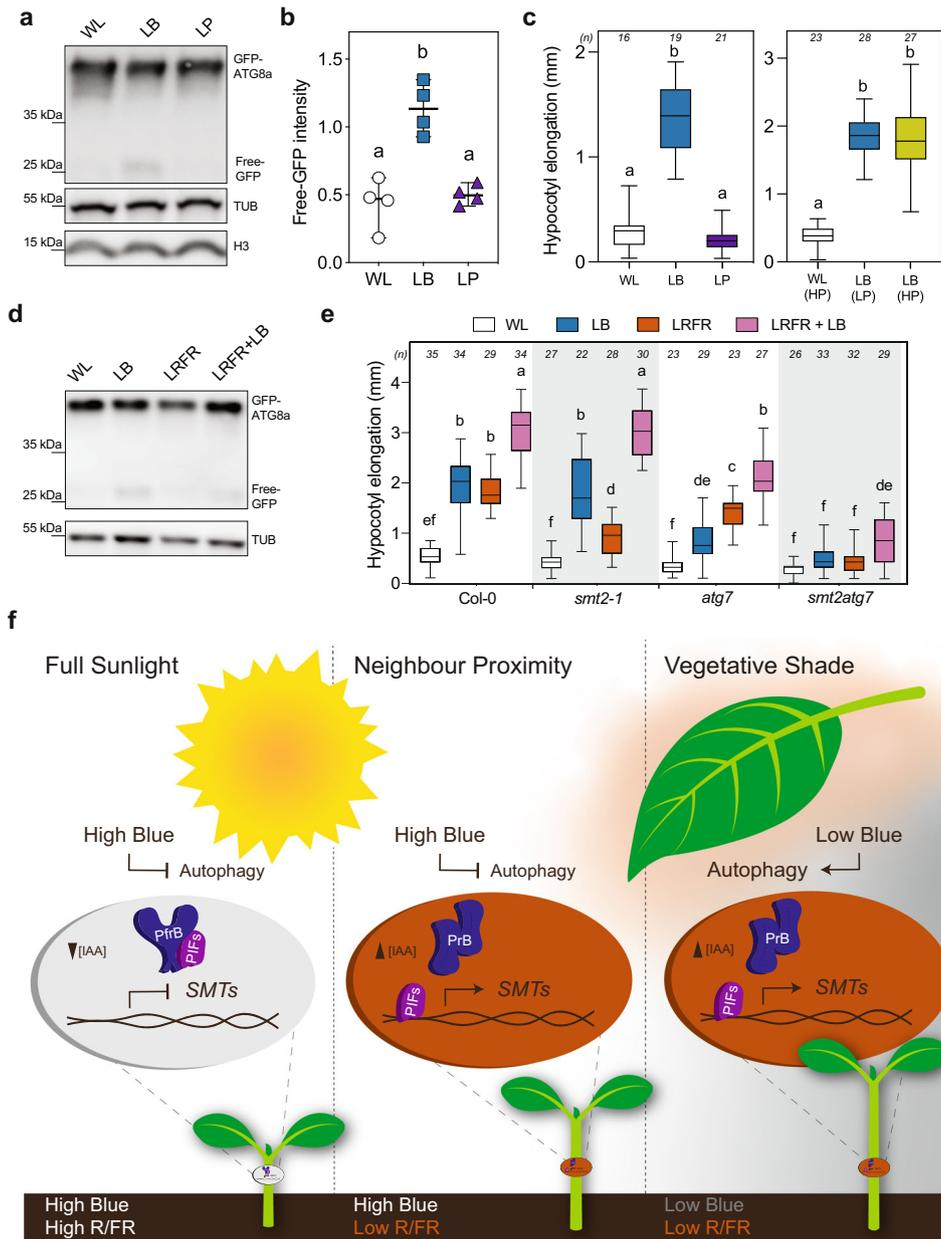 a
WL LB LP
GFP-
ATG8a
35 kDa
25 kDa
Free-
GFP
55 kDa
TUB
15 kDa
H3
b
Free-GFP intensity
1.5
1.0
0.5
0.0
a
b
a
WL LB LP
c
Hypocotyl elongation (mm)
(n) 16 19 21
2
1
0
a
b
a
WL LB LP
23 28 27
3
2
1
0
a
b
b
WL LB LB
(HP) (LP) (HP)
d
WL LB LRFR LRFR+LB
GFP-
ATG8a
35 kDa
25 kDa
Free-
GFP
55 kDa
TUB
e
WL LB LRFR LRFR + LB
Hypocotyl elongation (mm)
(n) 35 34 29 34 27 22 28 30 23 29 23 27 26 33 32 29
4
3
2
1
0
ef b b a f b d a f de c b f f f de
Col-0 smt2-1 atg7 smt2atg7
f
Full Sunlight
Neighbour Proximity
Vegetative Shade
High Blue
Autophagy
High Blue
Autophagy
Low Blue
Autophagy
[IAA]
PfrB
PIFs
SMTs
[IAA]
PrB
PIFs
SMTs
[IAA]
PrB
PIFs
SMTs
High Blue
High R/FR
High Blue
Low R/FR
Low Blue
Low R/FR